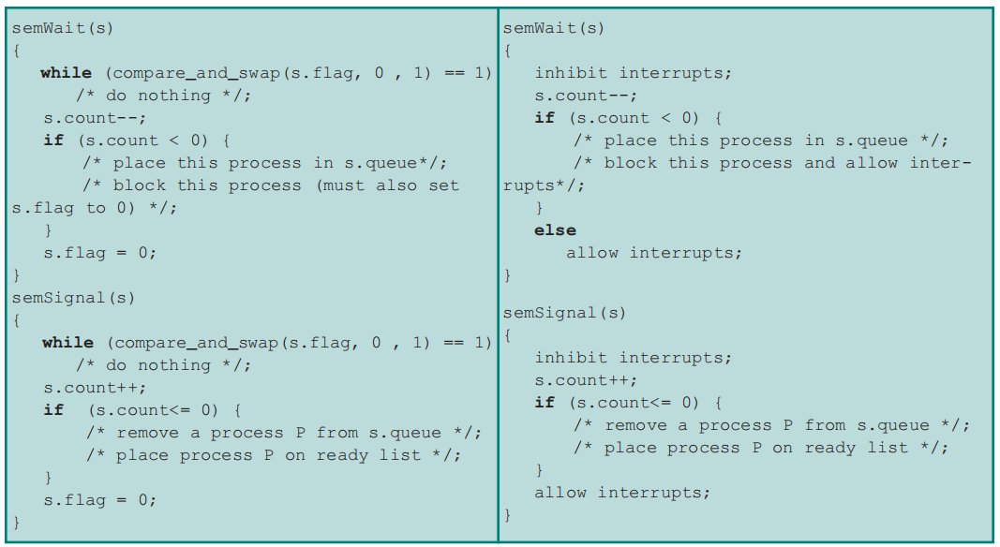 semWait(s)
{
while (compare_and_swap(s.flag, 0 , 1) == 1)
/* do nothing */;
s.count--;
if (s.count < 0) {
/* place this process in s.queue*/;
/* block this process (must also set
s.flag to 0) */;
}
s.flag = 0;
}
semSignal(s)
{
while (compare_and_swap(s.flag, 0 , 1) == 1)
/* do nothing */;
s.count++;
if (s.count<= 0) {
/* remove a process P from s.queue */;
/* place process P on ready list */;
}
s.flag = 0;
}
semWait(s)
{
inhibit interrupts;
s.count--;
if (s.count < 0) {
/* place this process in s.queue */;
/* block this process and allow inter-
rupts*/;
}
else
allow interrupts;
}
semSignal(s)
{
inhibit interrupts;
s.count++;
if (s.count<= 0) {
/* remove a process P from s.queue */;
/* place process P on ready list */;
}
allow interrupts;
}